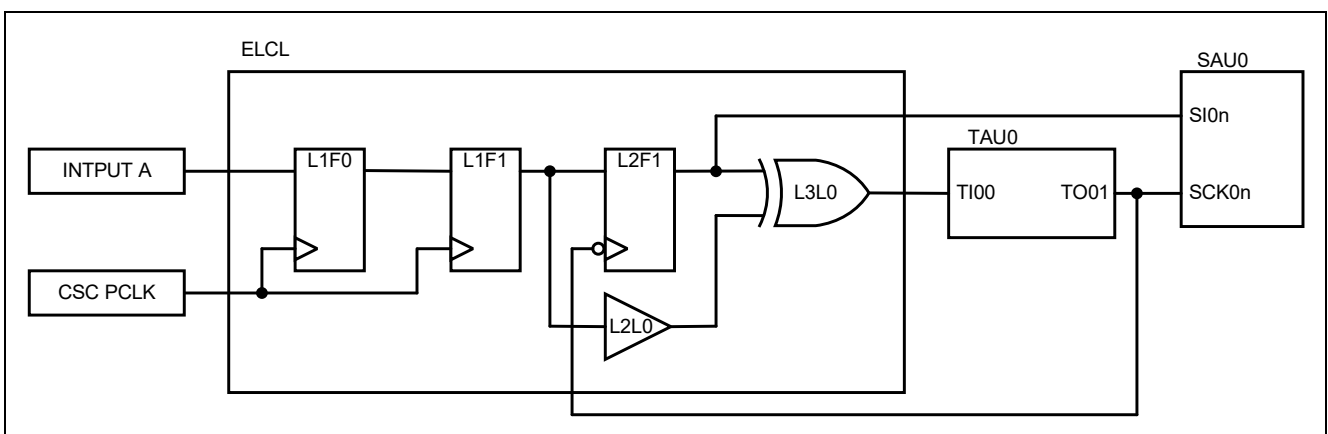 ELCL
SAU0
SI0n
TAU0
L1F0
L1F1
L2F1
INTPUT A
L3L0
TI00
TO01
SCK0n
CSC PCLK
L2L0